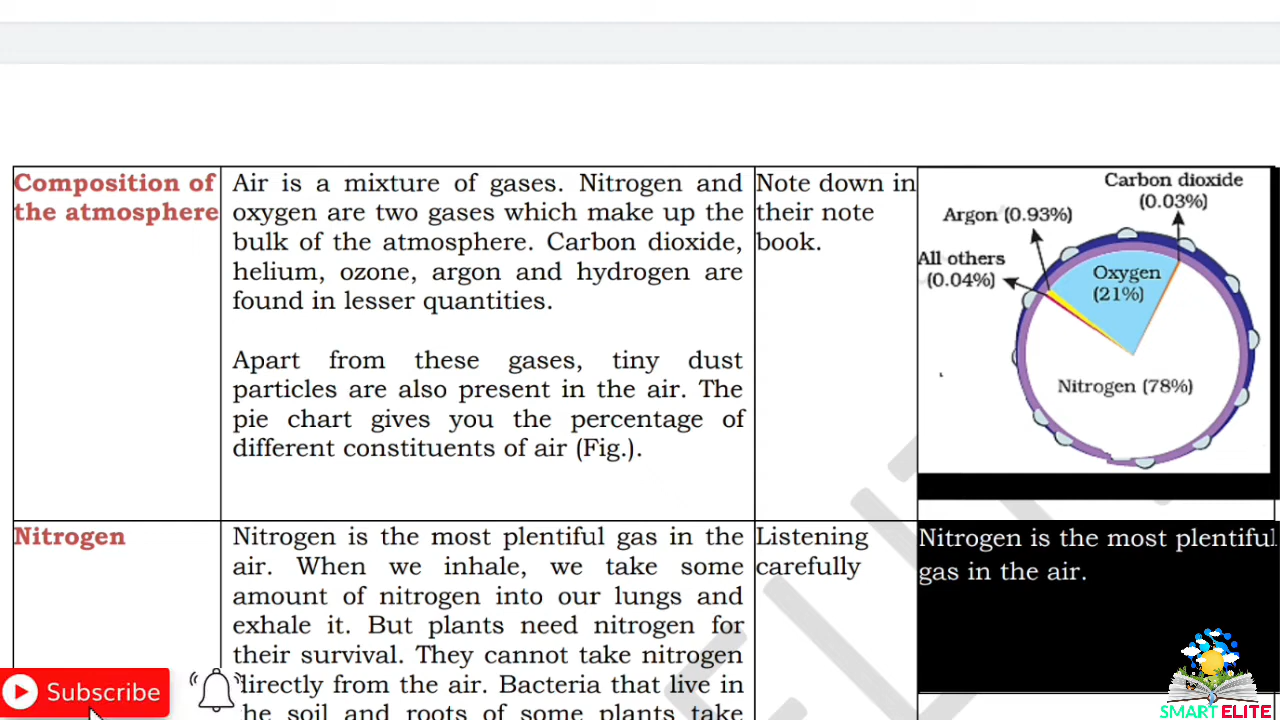 Composition of
the atmosphere
Air is a mixture of gases. Nitrogen and
oxygen are two gases which make up the
bulk of the atmosphere. Carbon dioxide,
helium, ozone, argon and hydrogen are
found in lesser quantities.
Apart from these gases, tiny dust
particles are also present in the air. The
pie chart gives you the percentage of
different constituents of air (Fig.).
Note down in
their note
book.
Carbon dioxide
(0.03%)
Argon (0.93%)
All others
(0.04%)
Oxygen
(21%)
Nitrogen (78%)
Nitrogen
Nitrogen is the most plentiful gas in the
air. When we inhale, we take some
amount of nitrogen into our lungs and
exhale it. But plants need nitrogen for
their survival. They cannot take nitrogen
directly from the air. Bacteria that live in
the soil and roots of some plants take
Listening
carefully
Nitrogen is the most plentiful
gas in the air.
Subscribe
SMART ELITE